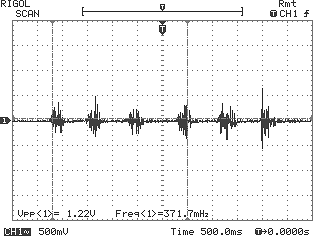 RIGOL Rmt
SCAN T T CH1
T
1
Vpp<1>= 1.22V Freq<1>=371.7mHz
CH1 500mV Time 500.0ms T→0.0000s